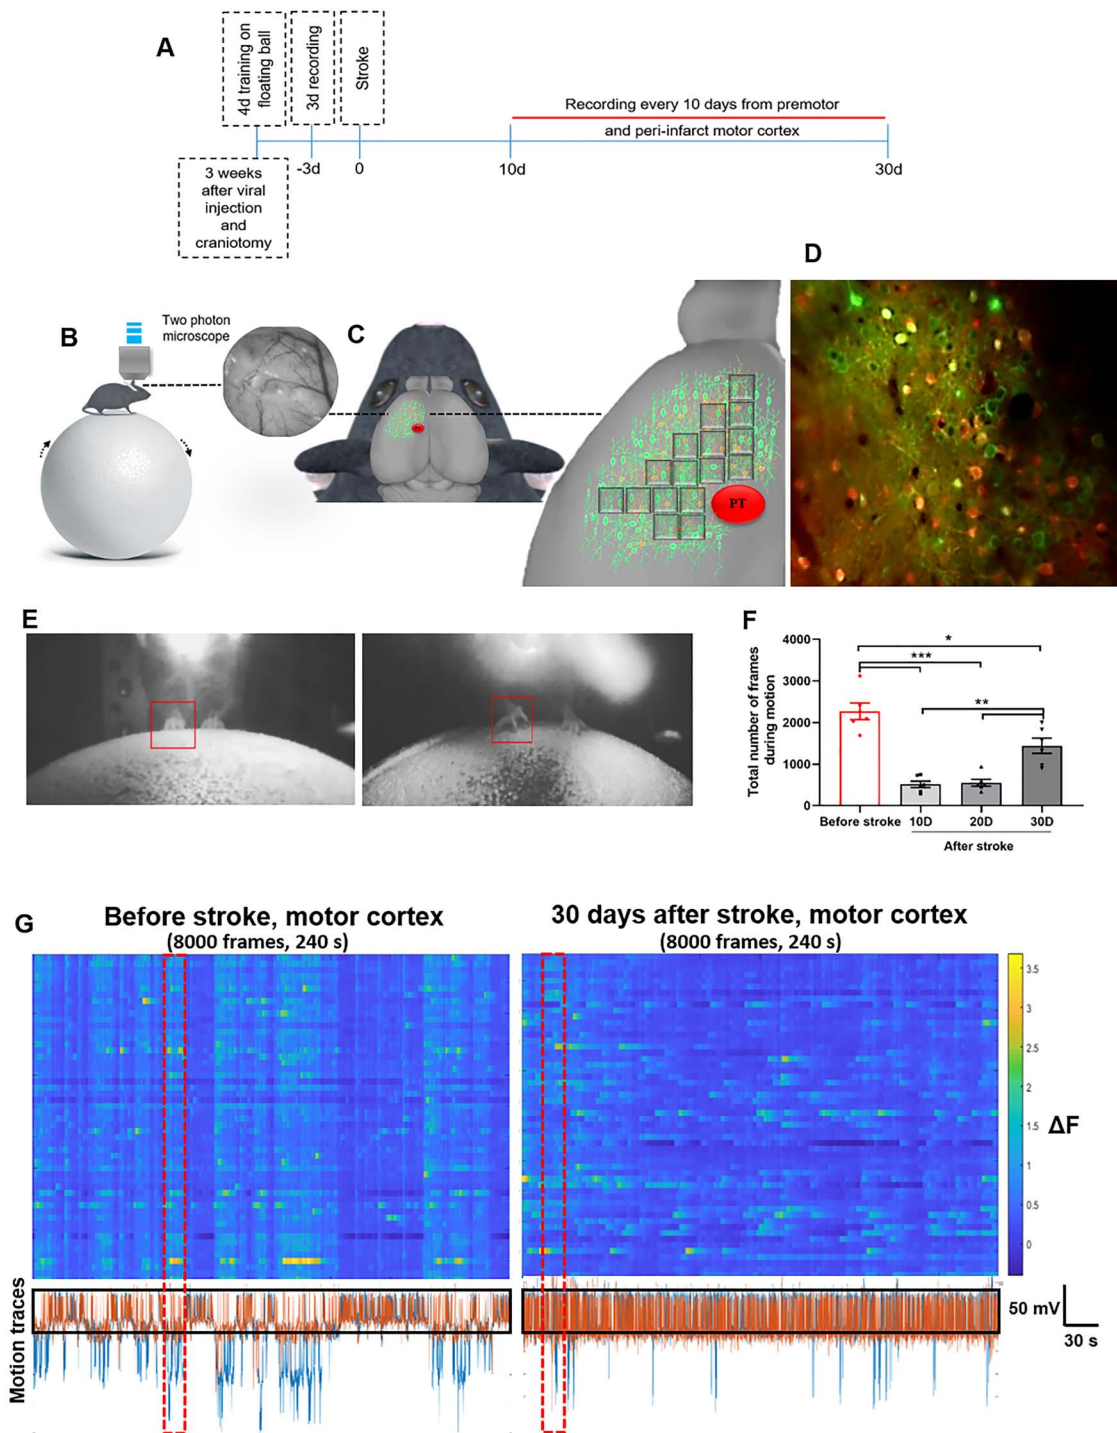 A
4d training on
floating ball
3d recording
Stroke
Recording every 10 days from premotor
and peri-infarct motor cortex
-3d
0
10d
30d
3 weeks
after viral
injection
and
craniotomy
B
Two photon
microscope
C
PT
PT
D
E
F
Total number of frames
during motion
4000
3000
2000
1000
0
*
***
**
Before stroke
10D
20D
30D
After stroke
G
Before stroke, motor cortex
(8000 frames, 240 s)
30 days after stroke, motor cortex
(8000 frames, 240 s)
3.5
3
2.5
2
1.5
1
0.5
0
ΔF
Motion traces
50 mV
30 s